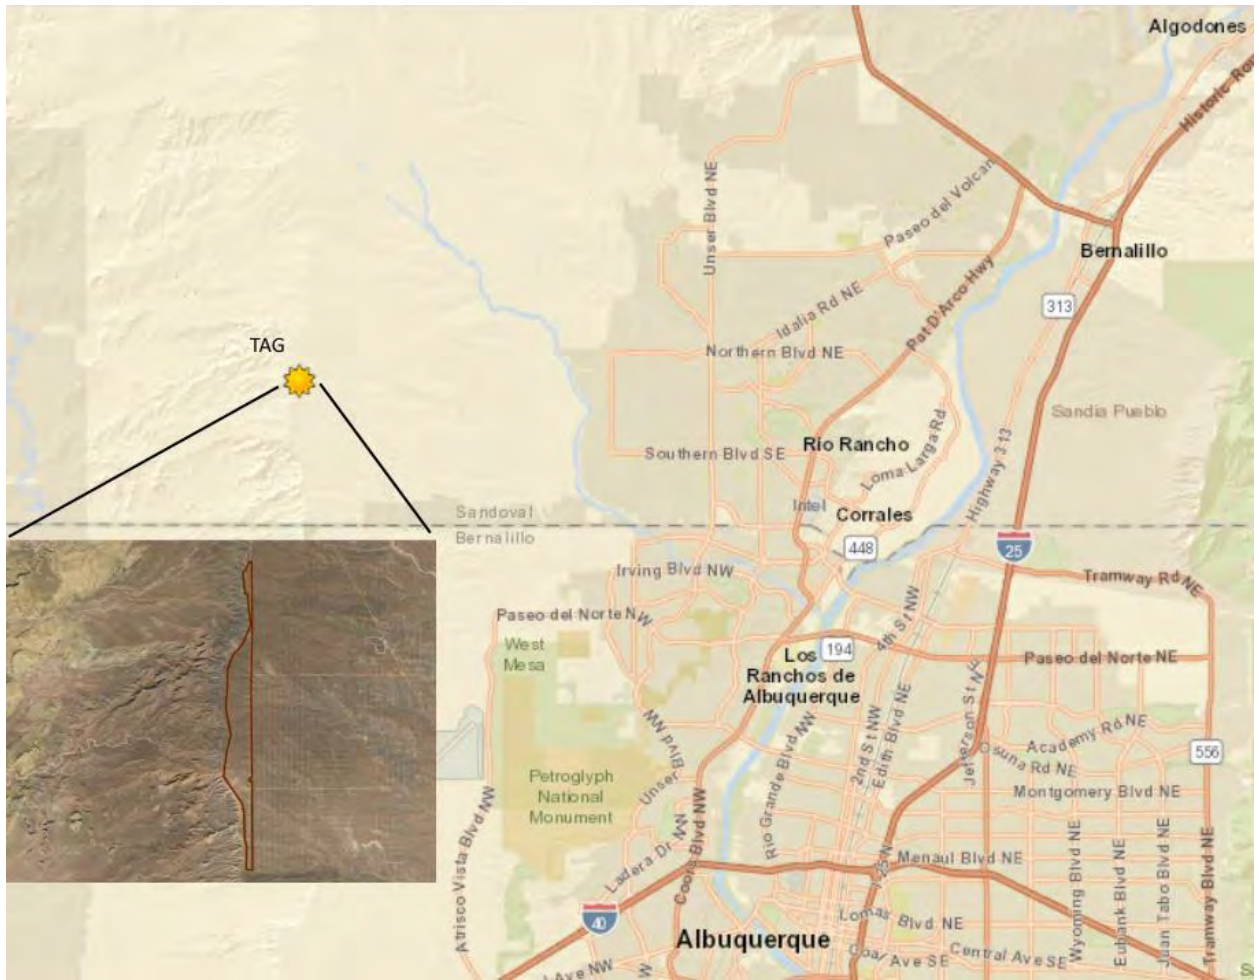 Algodones
Historic Rou
Unser Blvd NE
Paseo del Volcan
Bernalillo
313
Idalia Rd NE
Pat D'Arco Hwy
TAG
Northern Blvd NE
Sandia Pueblo
Rio Rancho
Southern Blvd SE
Loma Larga Rd
Highway 313
Intel
Corrales
Sandoval
Bernalillo
448
25
Irving Blvd NW
Tramway Rd NE
Paseo del Norte NW
4th St NW
West
Mesa
194
Los
Ranchos de
Albuquerque
Paseo del Norte NE
Jefferson St NE
Unser Blvd NW
Rio Grande Blvd NW
2nd St NW
Edith Blvd NE
Academy Rd NE
Osuna Rd NE
556
Petroglyph
National
Monument
Montgomery Blvd NE
Atrisco Vista Blvd NW
Ladera Dr NW
Coors Blvd NW
I-25 N
Menaul Blvd NE
Wyoming Blvd NE
Eubank Blvd NE
Juan Tabo Blvd NE
Tramway Blvd NE
40
Lomas Blvd NE
Albuquerque
Coal Ave SE
Central Ave SE
l Ave NW
W